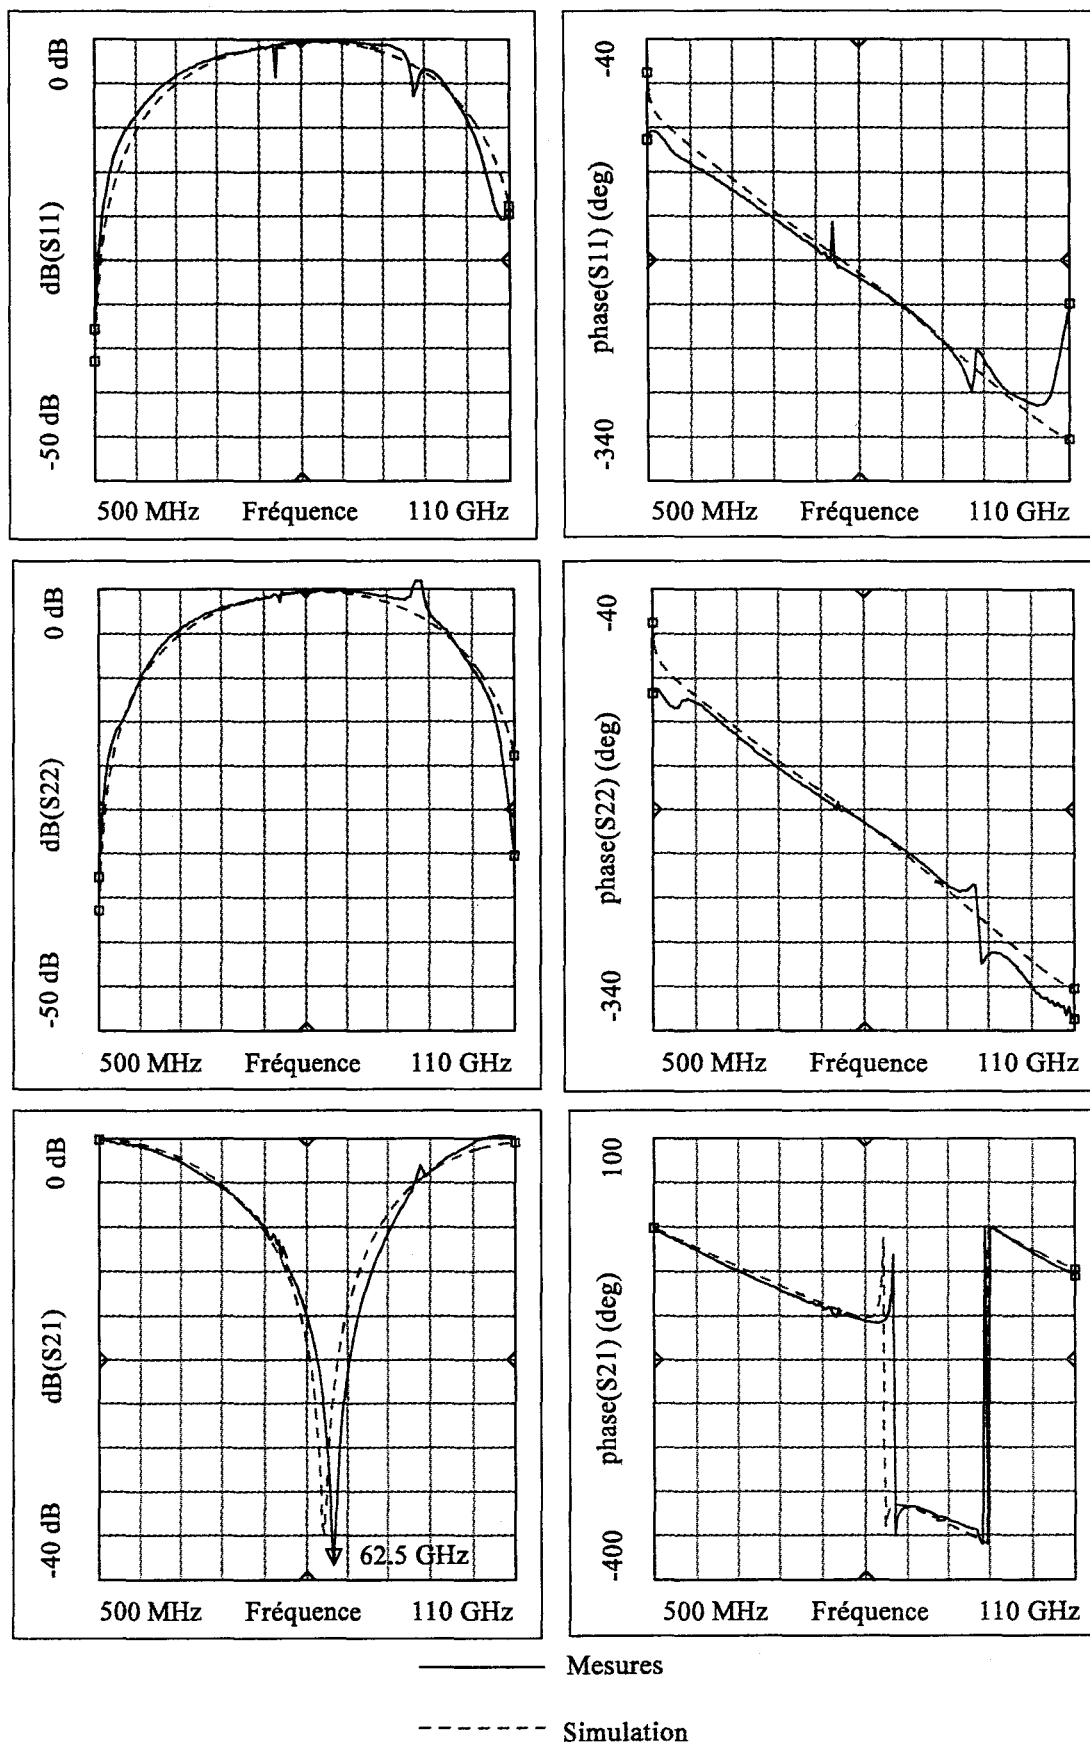 0 dB
dB(S11)
-50 dB
500 MHz Fréquence 110 GHz
-40
phase(S11) (deg)
-340
500 MHz Fréquence 110 GHz
0 dB
dB(S22)
-50 dB
500 MHz Fréquence 110 GHz
-40
phase(S22) (deg)
-340
500 MHz Fréquence 110 GHz
0 dB
dB(S21)
-40 dB
62.5 GHz
500 MHz Fréquence 110 GHz
100
phase(S21) (deg)
-400
500 MHz Fréquence 110 GHz
Mesures
Simulation